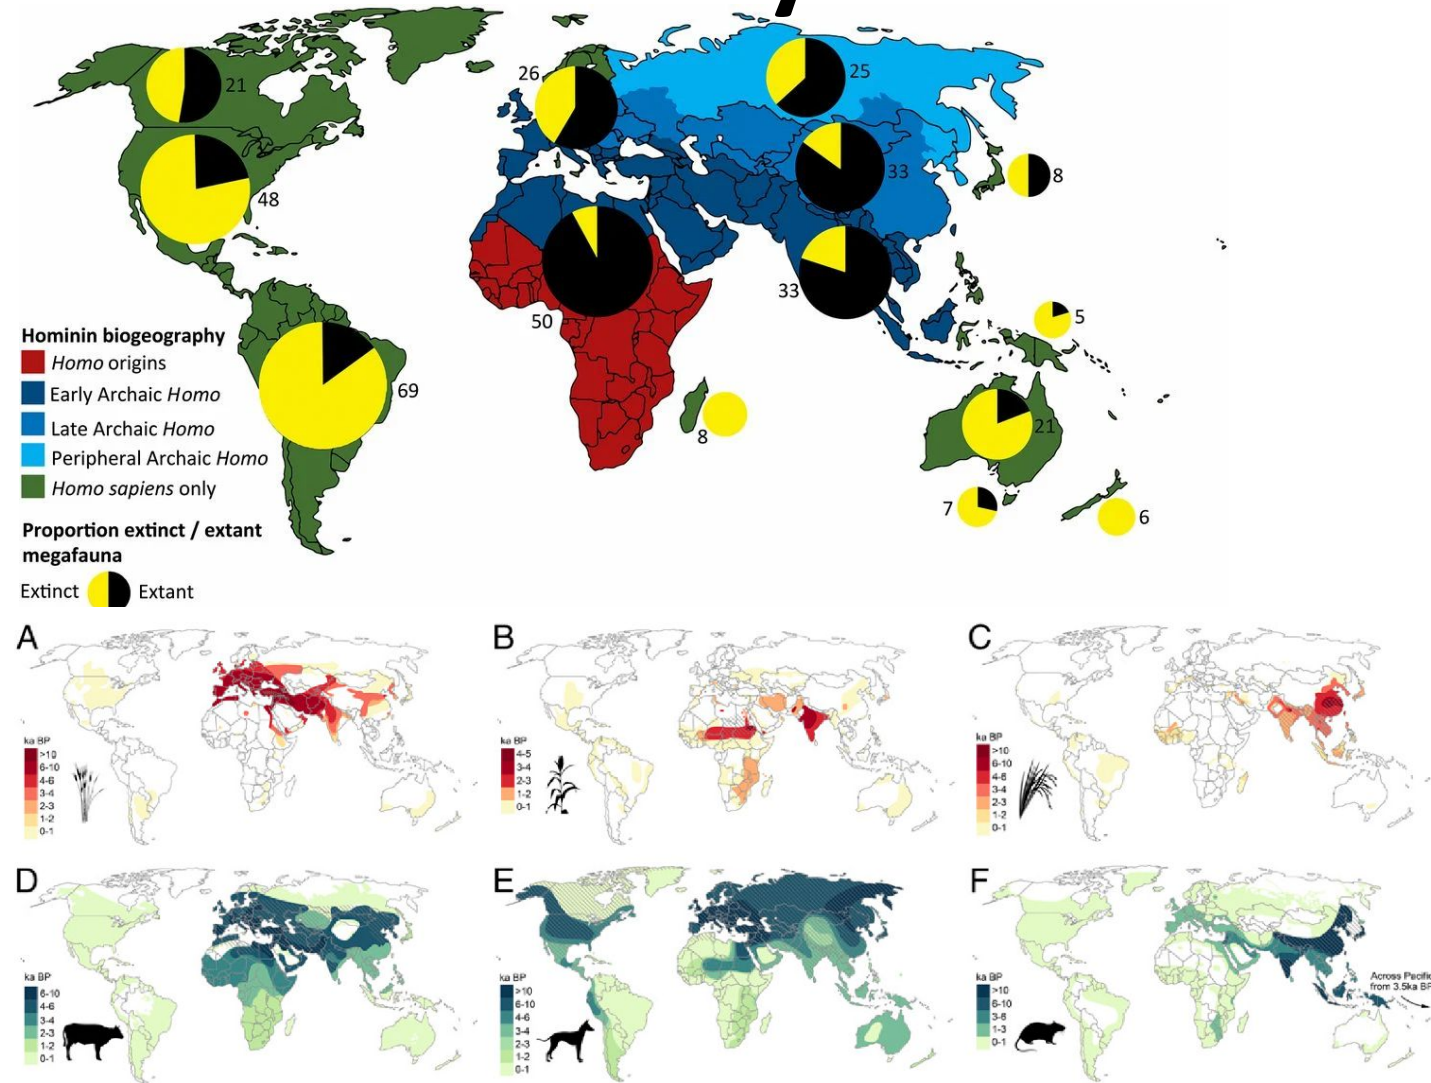 21
26
25
48
33
8
50
33
5
69
8
21
7
6
Hominin biogeography
Homo origins
Early Archaic Homo
Late Archaic Homo
Peripheral Archaic Homo
Homo sapiens only
Proportion extinct / extant
megafauna
Extinct Extant
A
ka BP
>10
6-10
4-6
3-4
2-3
1-2
0-1
B
ka BP
4-5
3-4
2-3
1-2
0-1
C
ka BP
>10
6-10
4-6
3-4
2-3
1-2
0-1
D
ka BP
6-10
4-6
3-4
2-3
1-2
0-1
E
ka BP
>10
6-10
4-6
3-4
2-3
1-2
0-1
F
ka BP
>10
6-10
3-6
1-3
0-1
Across Pacific
from 3.5ka BP